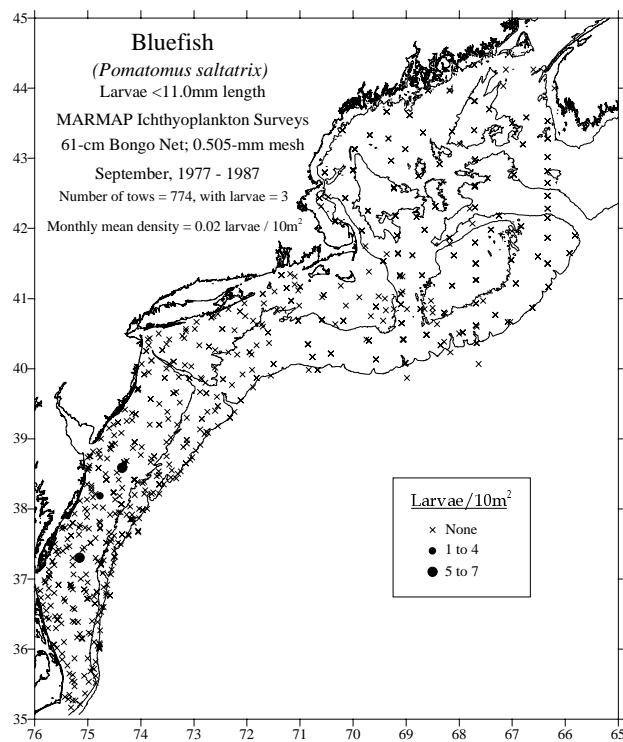 Bluefish
(Pomatomus saltatrix)
Larvae <11.0mm length
MARMAP Ichthyoplankton Surveys
61-cm Bongo Net; 0.505-mm mesh
September, 1977 - 1987
Number of tows = 774, with larvae = 3
Monthly mean density = 0.02 larvae / 10m²
45
44
43
42
41
40
39
38
37
36
35
Larvae/10m²
× None
● 1 to 4
● 5 to 7
76 75 74 73 72 71 70 69 68 67 66 65